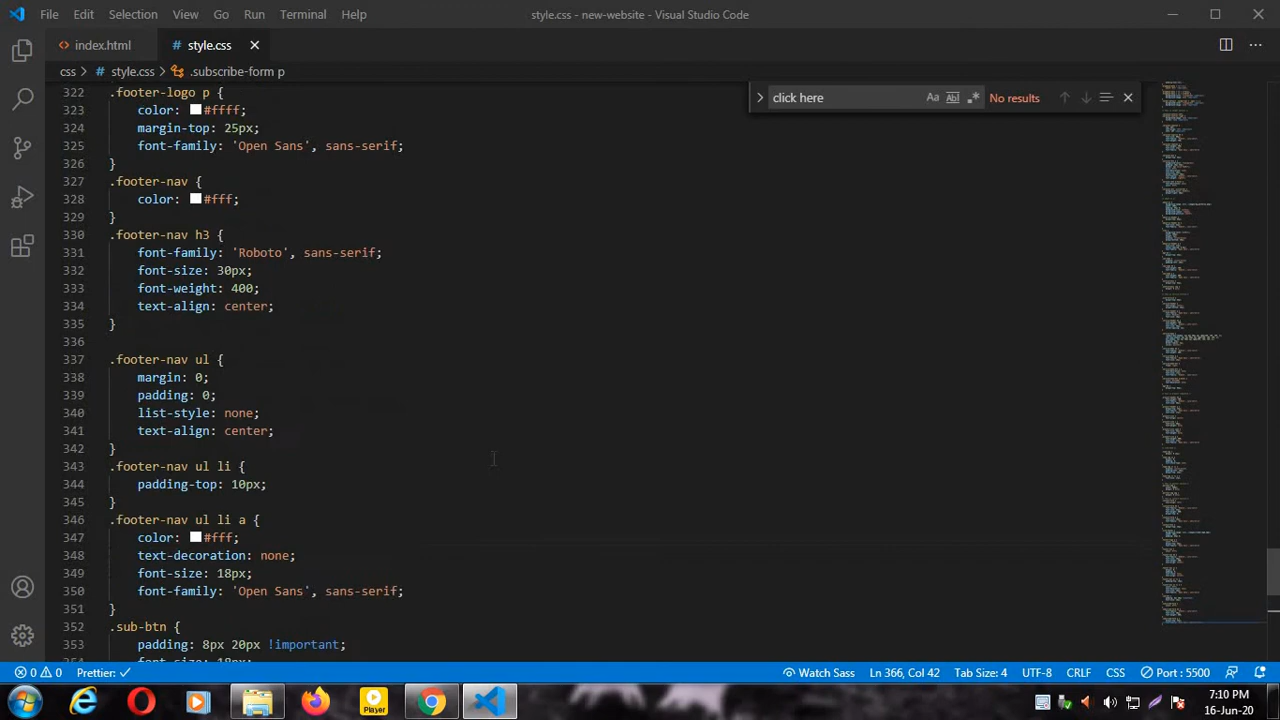 File Edit Selection View Go Run Terminal Help style.css - new-website - Visual Studio Code
index.html style.css
css > style.css > .subscribe-form p
click here No results
322 .footer-logo p {
323 color: #ffff;
324 margin-top: 25px;
325 font-family: 'Open Sans', sans-serif;
326 }
327 .footer-nav {
328 color: #fff;
329 }
330 .footer-nav h3 {
331 font-family: 'Roboto', sans-serif;
332 font-size: 30px;
333 font-weight: 400;
334 text-align: center;
335 }
336
337 .footer-nav ul {
338 margin: 0;
339 padding: 0;
340 list-style: none;
341 text-align: center;
342 }
343 .footer-nav ul li {
344 padding-top: 10px;
345 }
346 .footer-nav ul li a {
347 color: #fff;
348 text-decoration: none;
349 font-size: 18px;
350 font-family: 'Open Sans', sans-serif;
351 }
352 .sub-btn {
353 padding: 8px 20px !important;
354 font-size: 18px;
0 0 Prettier: ✓ Watch Sass Ln 366, Col 42 Tab Size: 4 UTF-8 CRLF CSS Port : 5500
Player
7:10 PM
16-Jun-20